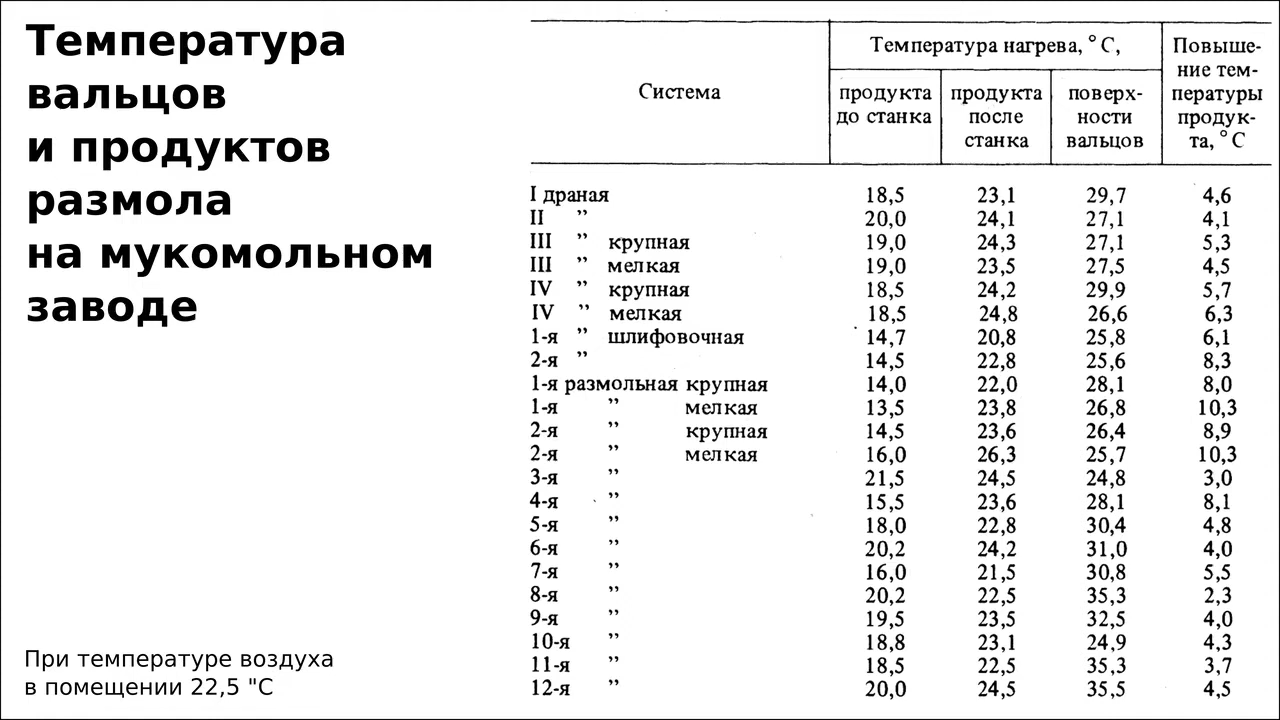 Температура
вальцов
и продуктов
размола
на мукомольном
заводе
При температуре воздуха
в помещении 22,5 "С
Система
Температура нагрева, °С,
продукта
до станка
продукта
после
станка
поверх-
ности
вальцов
Повыше-
ние тем-
пературы
продук-
та, °С
I драная 18,5 23,1 29,7 4,6
II ” 20,0 24,1 27,1 4,1
III ” крупная 19,0 24,3 27,1 5,3
III ” мелкая 19,0 23,5 27,5 4,5
IV ” крупная 18,5 24,2 29,9 5,7
IV ” мелкая 18,5 24,8 26,6 6,3
1-я ” шлифовочная 14,7 20,8 25,8 6,1
2-я ” 14,5 22,8 25,6 8,3
1-я размольная крупная 14,0 22,0 28,1 8,0
1-я ” мелкая 13,5 23,8 26,8 10,3
2-я ” крупная 14,5 23,6 26,4 8,9
2-я ” мелкая 16,0 26,3 25,7 10,3
3-я ” 21,5 24,5 24,8 3,0
4-я ” 15,5 23,6 28,1 8,1
5-я ” 18,0 22,8 30,4 4,8
6-я ” 20,2 24,2 31,0 4,0
7-я ” 16,0 21,5 30,8 5,5
8-я ” 20,2 22,5 35,3 2,3
9-я ” 19,5 23,5 32,5 4,0
10-я ” 18,8 23,1 24,9 4,3
11-я ” 18,5 22,5 35,3 3,7
12-я ” 20,0 24,5 35,5 4,5